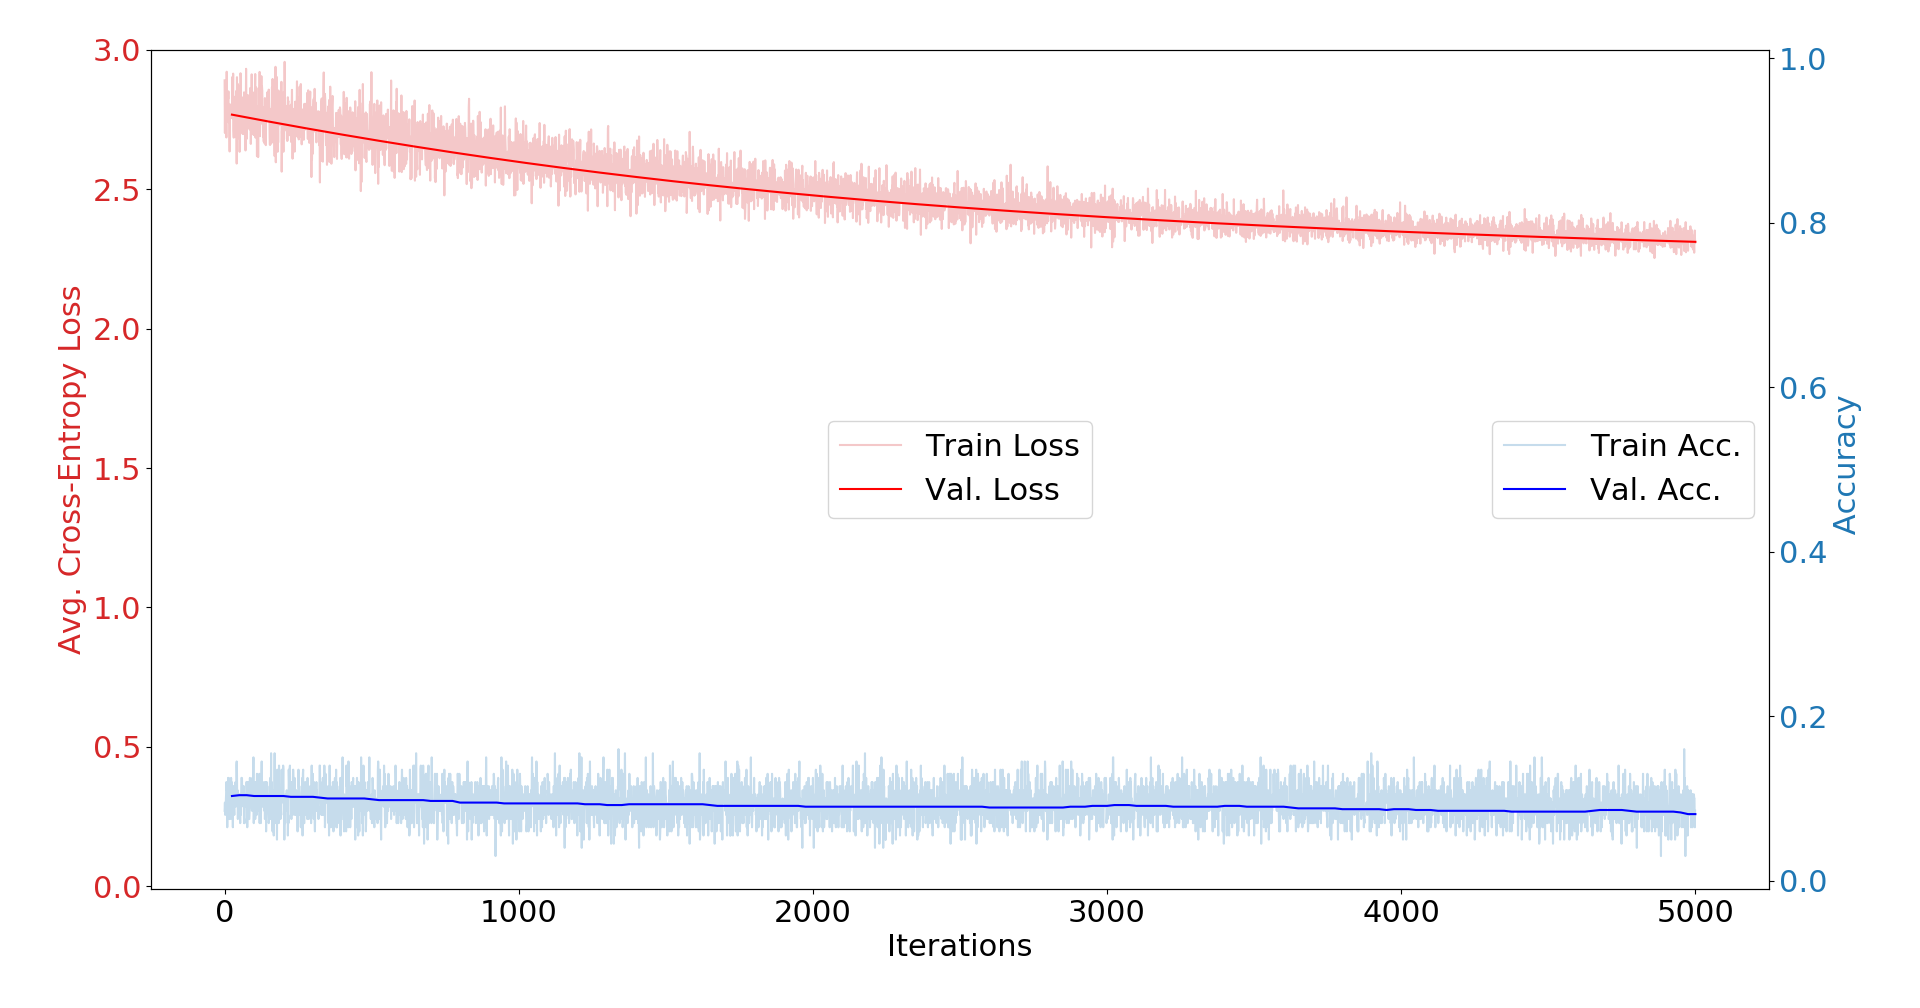 3.0
2.5
2.0
1.5
1.0
0.5
0.0
Avg. Cross-Entropy Loss
1.0
0.8
0.6
0.4
0.2
0.0
Accuracy
Train Loss
Val. Loss
Train Acc.
Val. Acc.
0 1000 2000 3000 4000 5000
Iterations